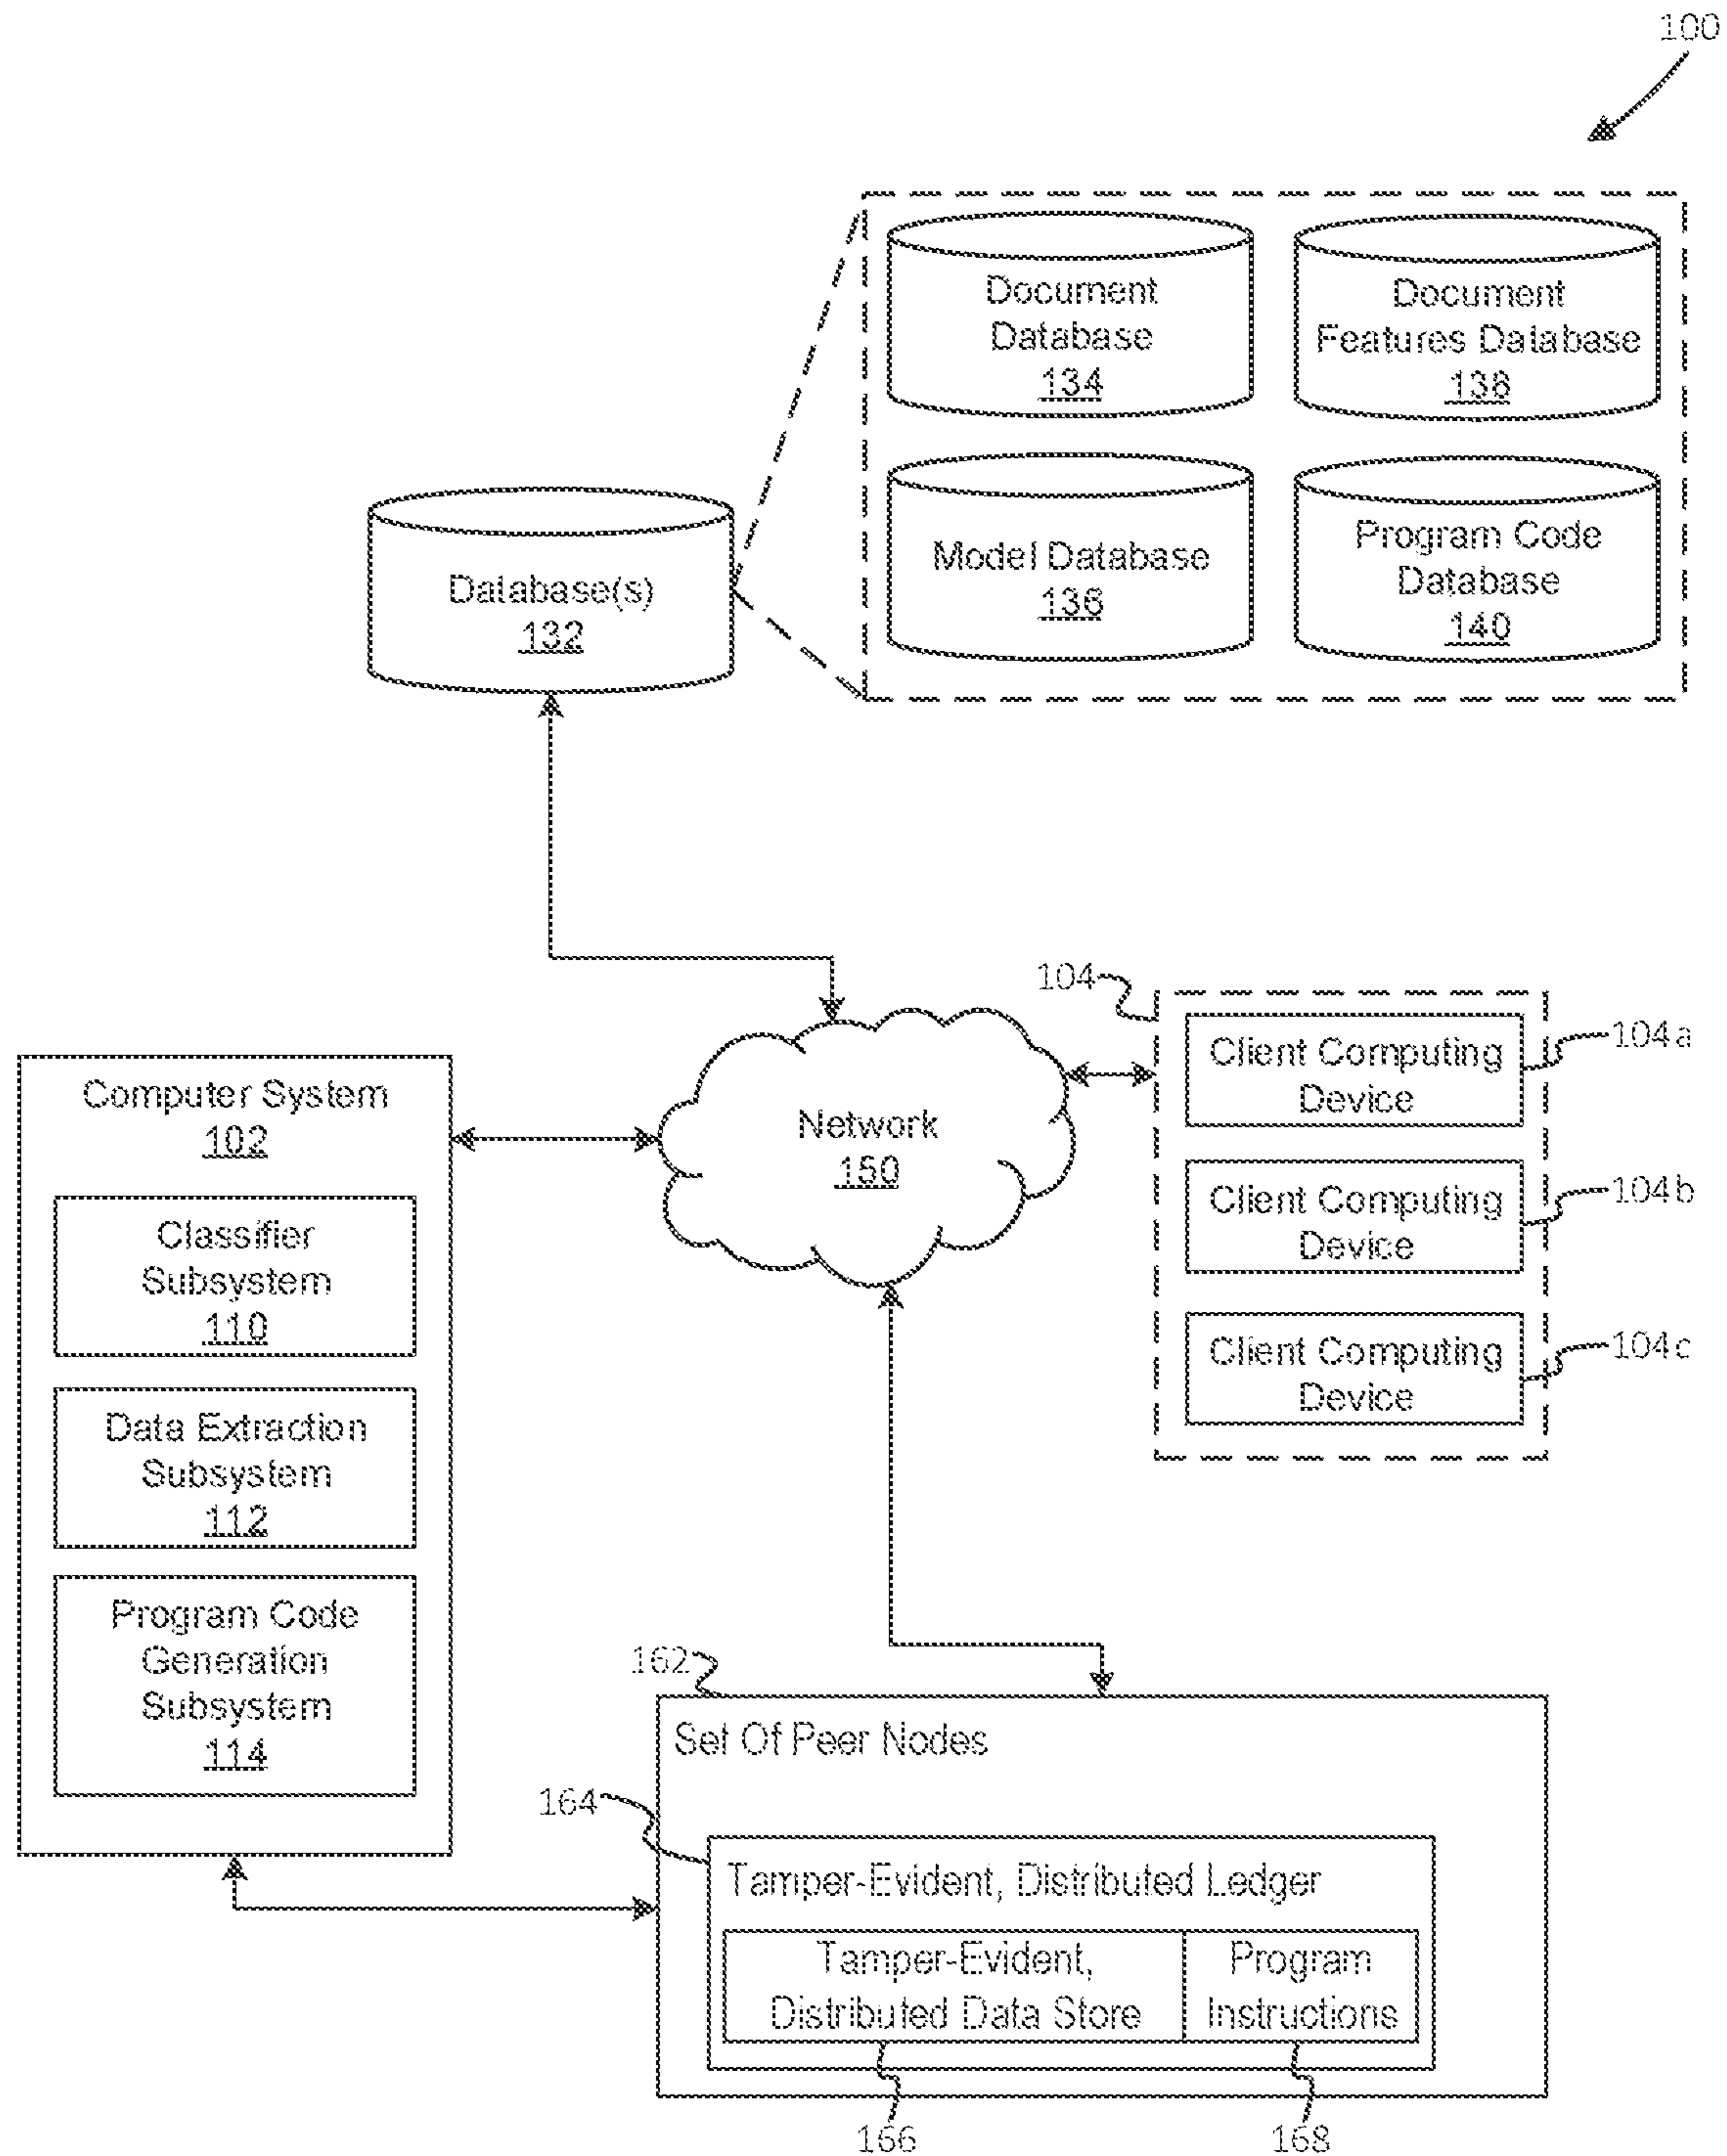 100
Document
Database
134
Document
Features Database
138
Model Database
136
Program Code
Database
140
Database(s)
132
104
Client Computing
Device
104a
Client Computing
Device
104b
Client Computing
Device
104c
Network
150
Computer System
102
Classifier
Subsystem
110
Data Extraction
Subsystem
112
Program Code
Generation
Subsystem
114
162
Set Of Peer Nodes
164
Tamper-Evident, Distributed Ledger
Tamper-Evident,
Distributed Data Store
Program
Instructions
166
168